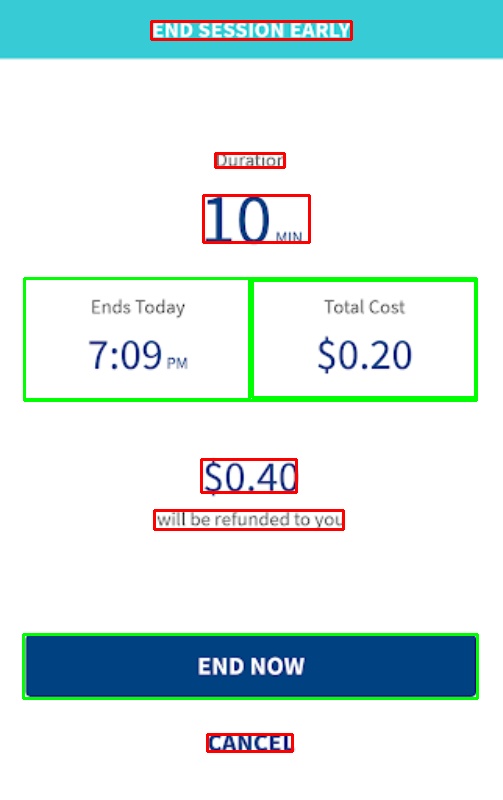 END SESSION EARLY
Duration
10 MIN
Ends Today
7:09 PM
Total Cost
$0.20
$0.40
will be refunded to you
END NOW
CANCEL